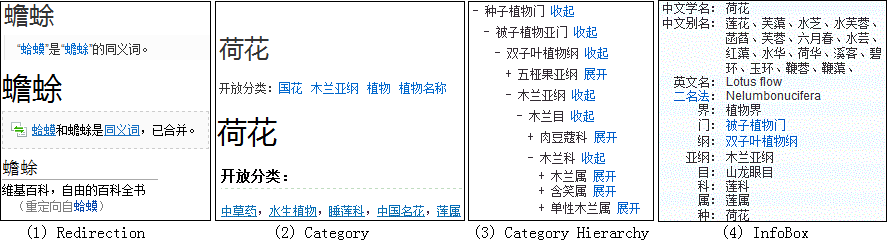 蟾蜍
“蛤蟆”是“蟾蜍”的同义词。
蟾蜍
蛤蟆和蟾蜍是同义词，已合并。
蟾蜍
维基百科，自由的百科全书
（重定向自蛤蟆）
(1) Redirection
荷花
开放分类：国花 木兰亚纲 植物 植物名称
荷花
开放分类：
中草药，水生植物，睡莲科，中国名花，莲属
(2) Category
- 种子植物门 收起
- 被子植物亚门 收起
- 双子叶植物纲 收起
+ 五桠果亚纲 展开
- 木兰亚纲 收起
- 木兰目 收起
+ 肉豆蔻科 展开
- 木兰科 收起
+ 木兰属 展开
+ 含笑属 展开
+ 单性木兰属 展开
(3) Category Hierarchy
中文学名： 荷花
中文别名： 莲花、芙蕖、水芝、水芙蓉、
菡萏、芙蓉、六月春、水芸、
红蕖、水华、荷华、溪客、碧
环、玉环、鞭蓉、鞭蕖、
英文名： Lotus flow
二名法： Nelumbonucifera
界： 植物界
门： 被子植物门
纲： 双子叶植物纲
亚纲： 木兰亚纲
目： 山龙眼目
科： 莲科
属： 莲属
种： 荷花
(4) InfoBox